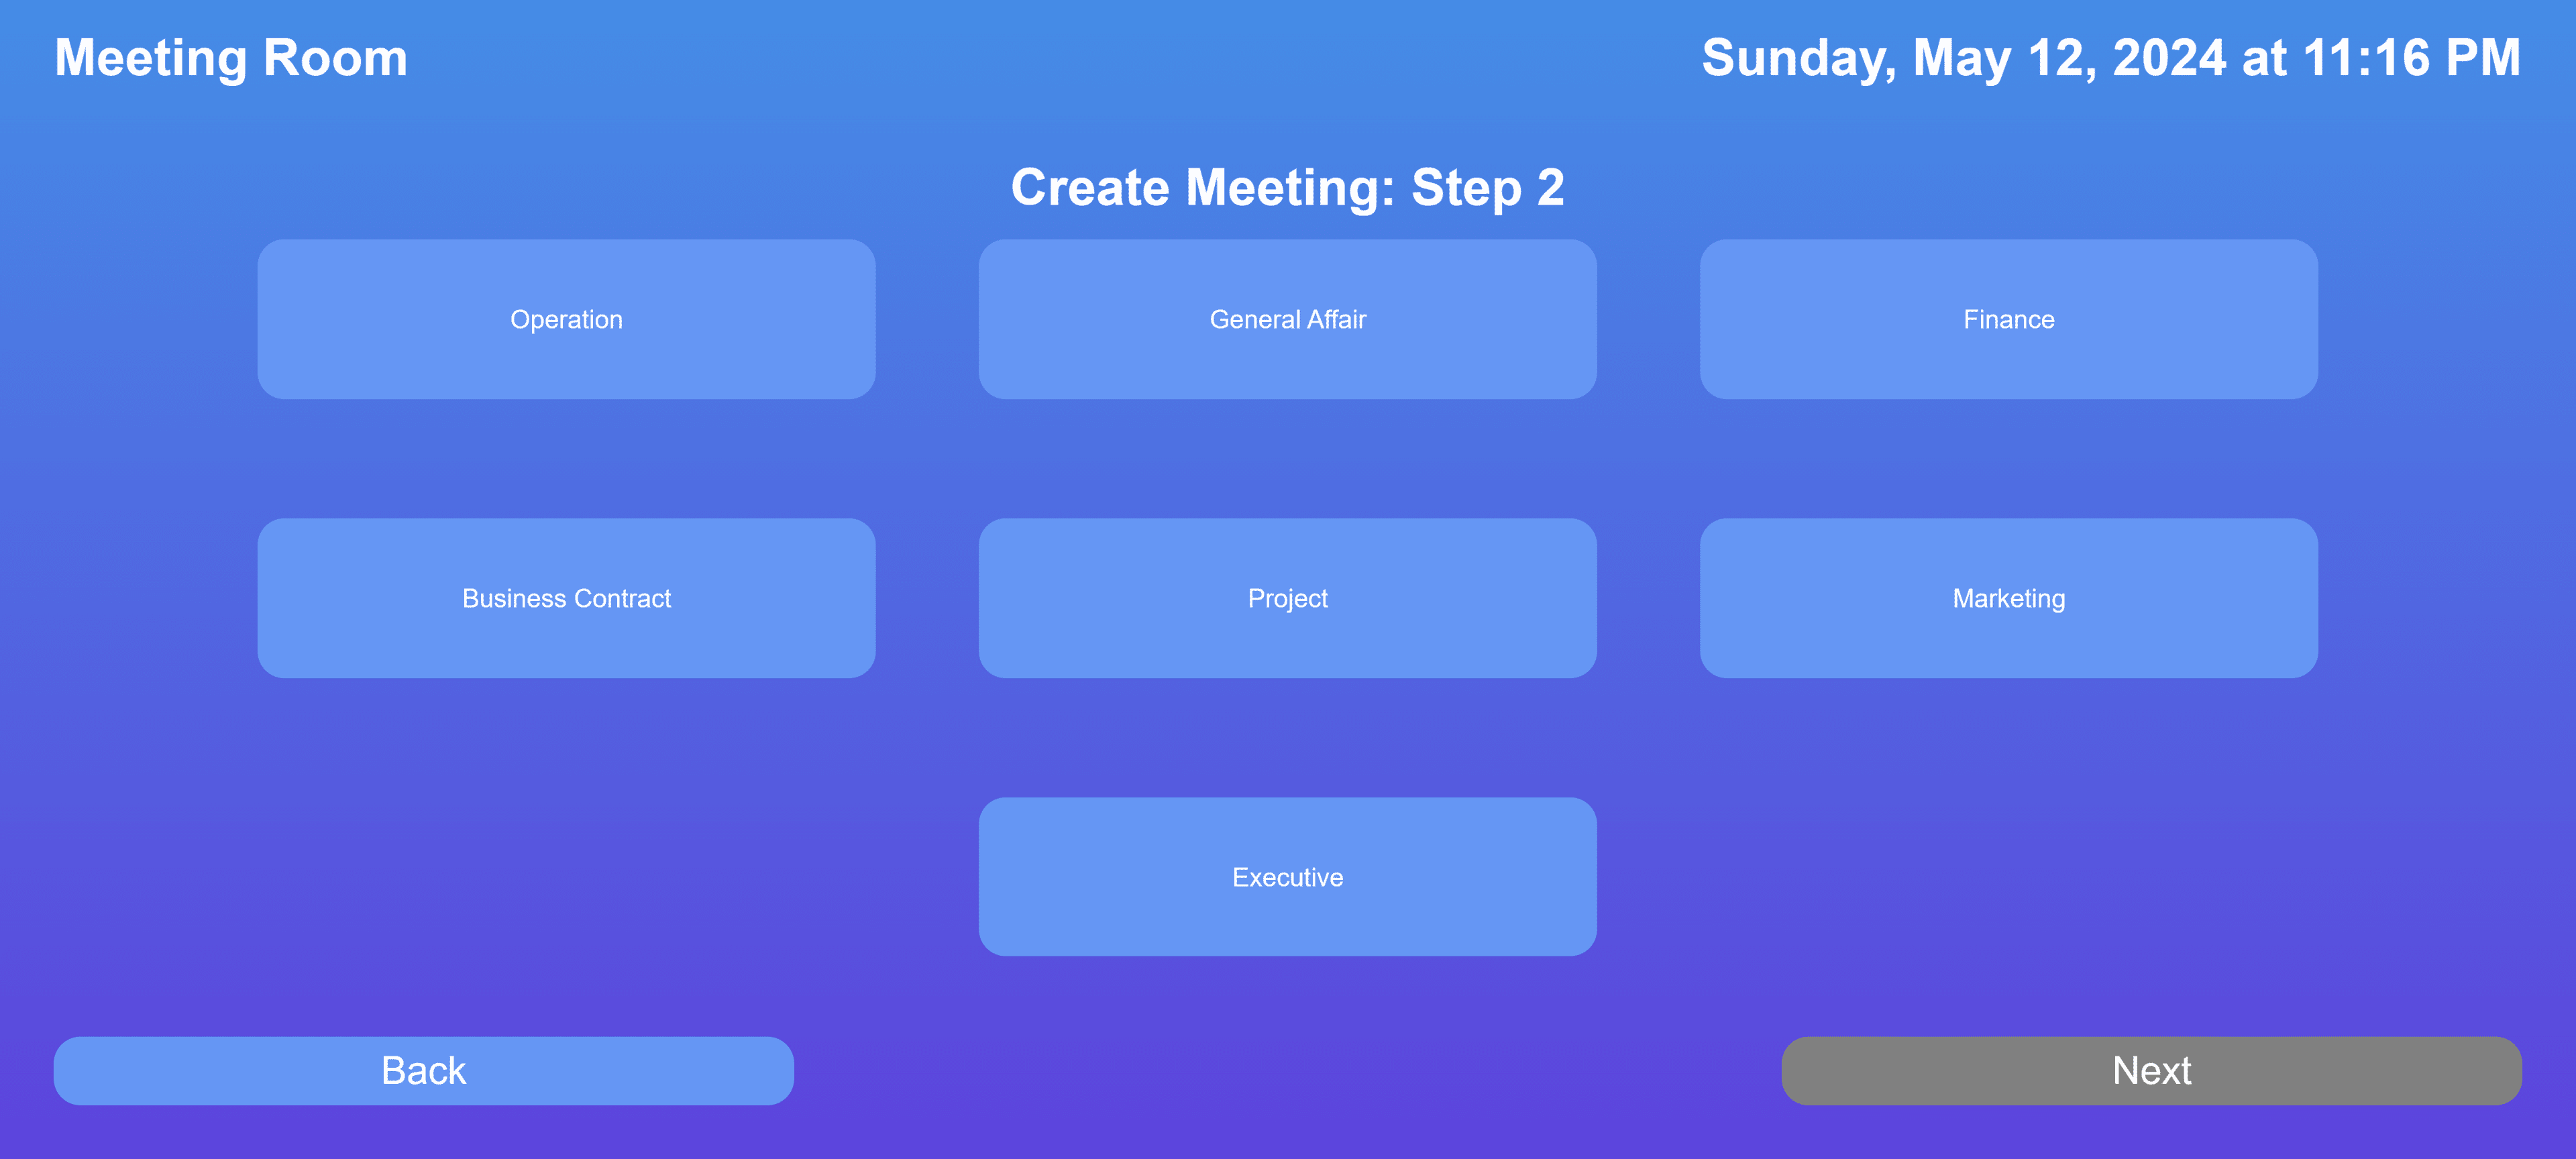 Meeting Room
Sunday, May 12, 2024 at 11:16 PM
Create Meeting: Step 2
Operation
General Affair
Finance
Business Contract
Project
Marketing
Executive
Back
Next